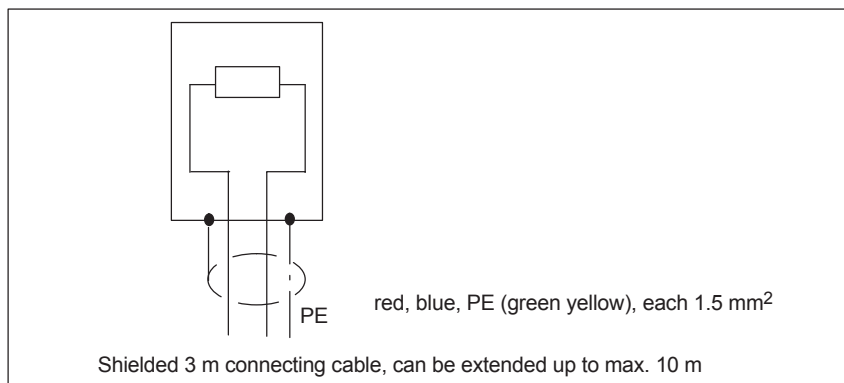 red, blue, PE (green yellow), each 1.5 mm²
PE
Shielded 3 m connecting cable, can be extended up to max. 10 m